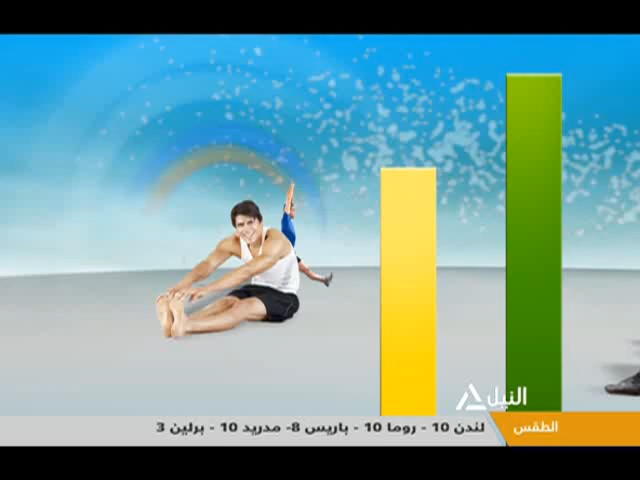 النيل
الطقس
لندن 10 - روما 10 - باريس 8- مدريد 10 - برلين 3